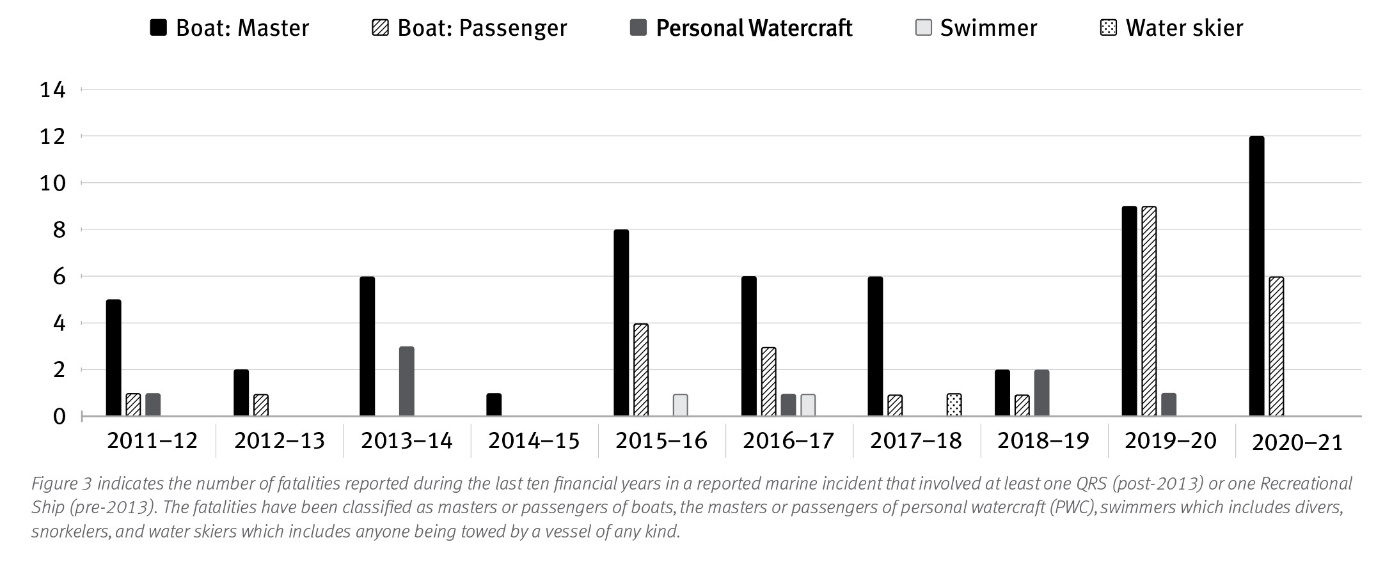 Boat: Master Boat: Passenger Personal Watercraft Swimmer Water skier
14
12
10
8
6
4
2
0
2011–12 2012–13 2013–14 2014–15 2015–16 2016–17 2017–18 2018–19 2019–20 2020–21
Figure 3 indicates the number of fatalities reported during the last ten financial years in a reported marine incident that involved at least one QRS (post-2013) or one Recreational
Ship (pre-2013). The fatalities have been classified as masters or passengers of boats, the masters or passengers of personal watercraft (PWC), swimmers which includes divers,
snorkelers, and water skiers which includes anyone being towed by a vessel of any kind.